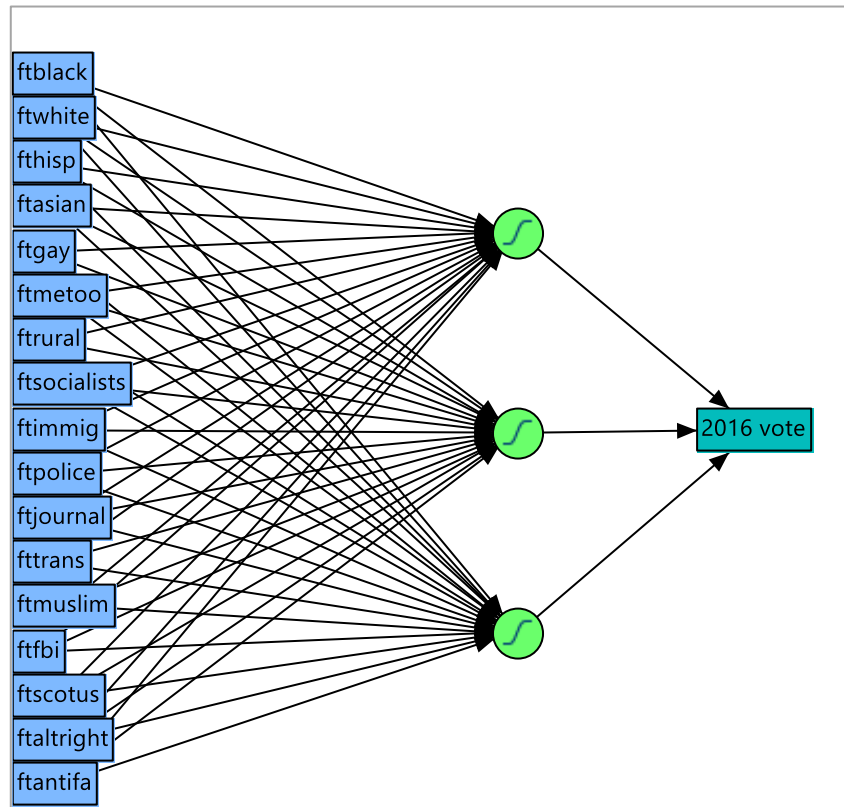 ftblack
ftwhite
fthisp
ftasian
ftgay
ftmetoo
ftrural
ftsocialists
ftimmig
ftpolice
ftjournal
fttrans
ftmuslim
ftfbi
ftscotus
ftaltright
ftantifa
2016 vote